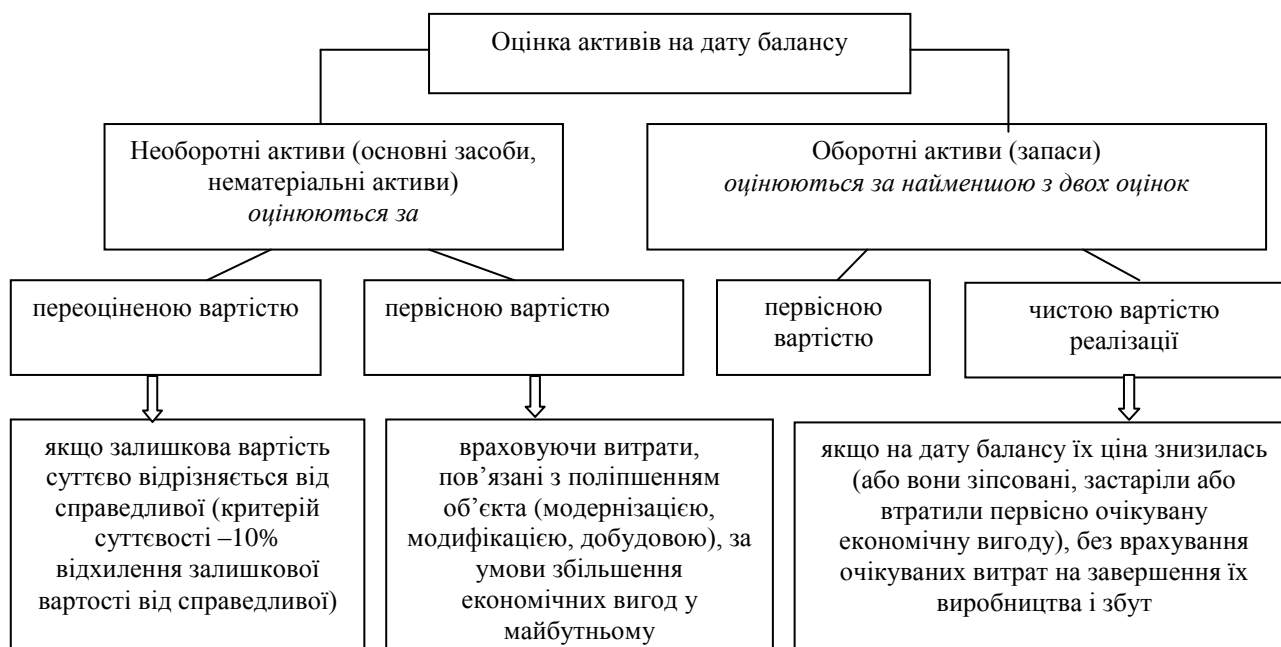 Оцінка активів на дату балансу
Необоротні активи (основні засоби,
нематеріальні активи)
оцінюються за
Оборотні активи (запаси)
оцінюються за найменшою з двох оцінок
переоціненою вартістю
первісною вартістю
первісною
вартістю
чистою вартістю
реалізації
якщо залишкова вартість
суттєво відрізняється від
справедливої (критерій
суттєвості –10%
відхилення залишкової
вартості від справедливої)
враховуючи витрати,
пов’язані з поліпшенням
об’єкта (модернізацією,
модифікацією, добудовою), за
умови збільшення
економічних вигод у
майбутньому
якщо на дату балансу їх ціна знизилась
(або вони зіпсовані, застаріли або
втратили первісно очікувану
економічну вигоду), без врахування
очікуваних витрат на завершення їх
виробництва і збут